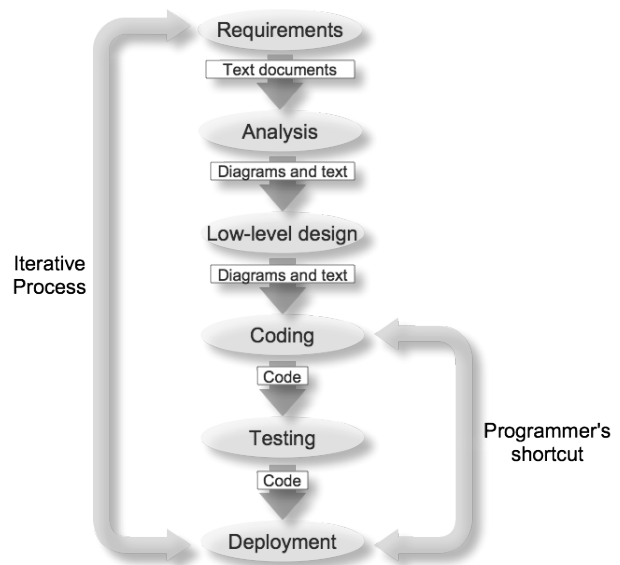 Requirements
Text documents
Analysis
Diagrams and text
Low-level design
Diagrams and text
Iterative
Process
Coding
Code
Testing
Programmer's
shortcut
Code
Deployment